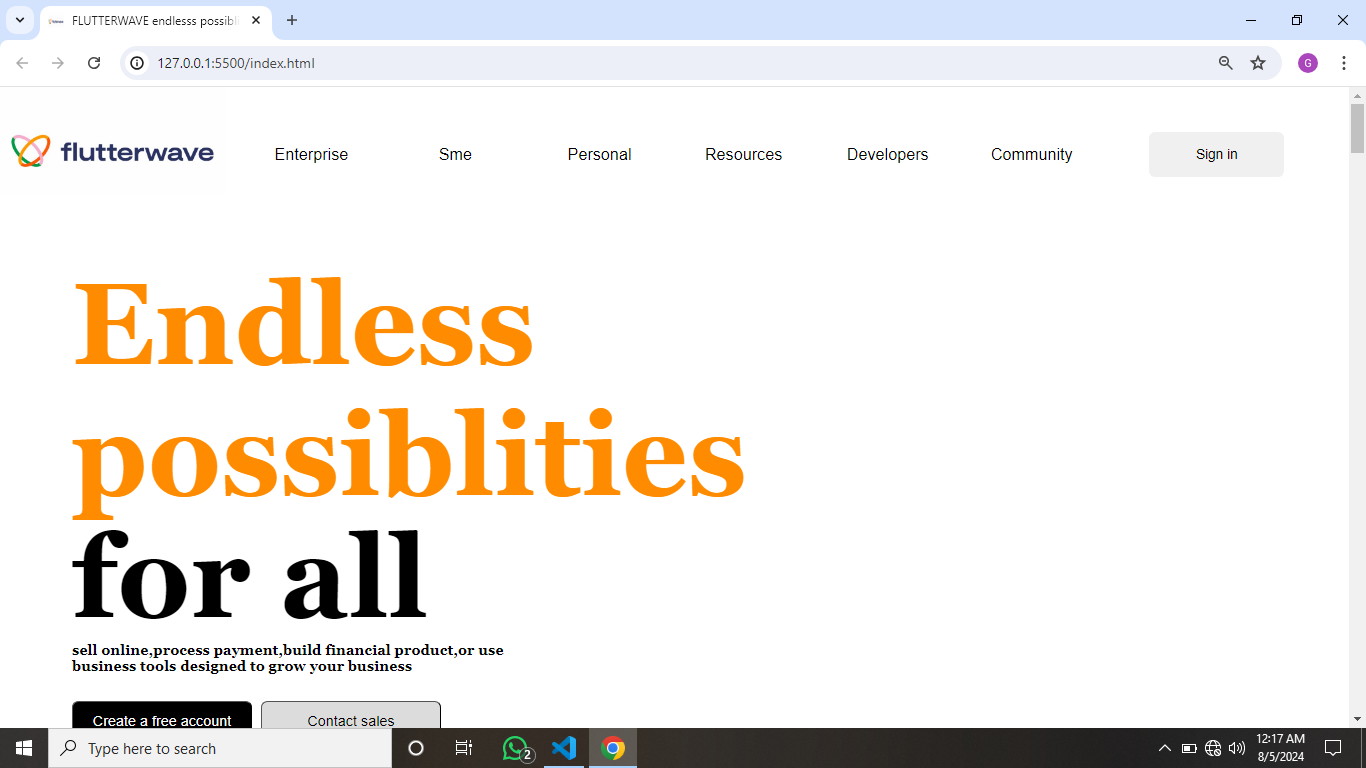 FLUTTERWAVE endlesss possibl
127.0.0.1:5500/index.html
G
flutterwave
Enterprise
Sme
Personal
Resources
Developers
Community
Sign in
Endless
possiblities
for all
sell online,process payment,build financial product,or use
business tools designed to grow your business
Create a free account
Contact sales
Type here to search
2
12:17 AM
8/5/2024